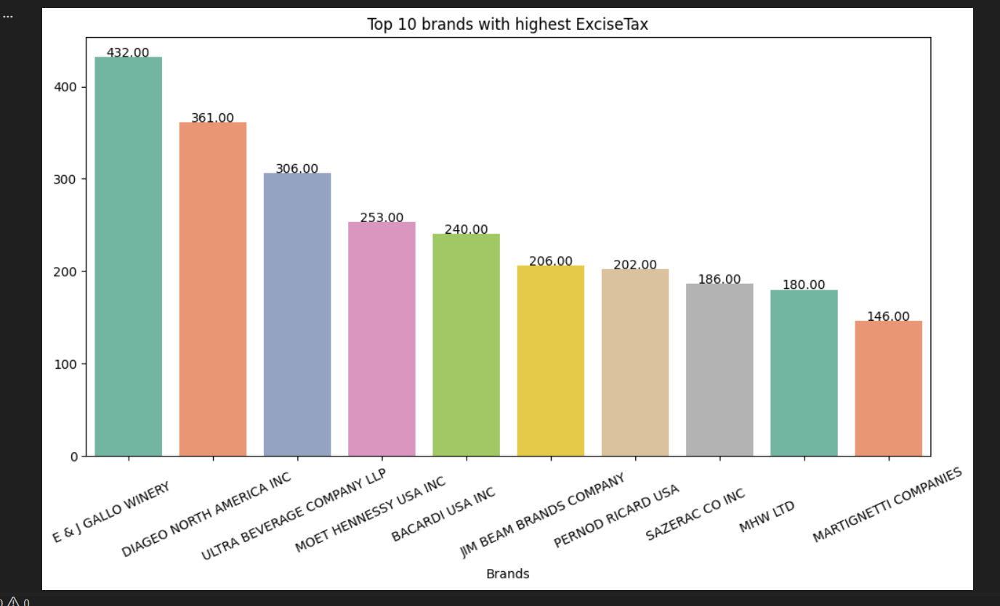 ...
Top 10 brands with highest ExciseTax
432.00
361.00
306.00
253.00
240.00
206.00
202.00
186.00
180.00
146.00
400
300
200
100
0
E & J GALLO WINERY
DIAGEO NORTH AMERICA INC
ULTRA BEVERAGE COMPANY LLP
MOET HENNESSY USA INC
BACARDI USA INC
JIM BEAM BRANDS COMPANY
PERNOD RICARD USA
SAZERAC CO INC
MHW LTD
MARTIGNETTI COMPANIES
Brands
0 0